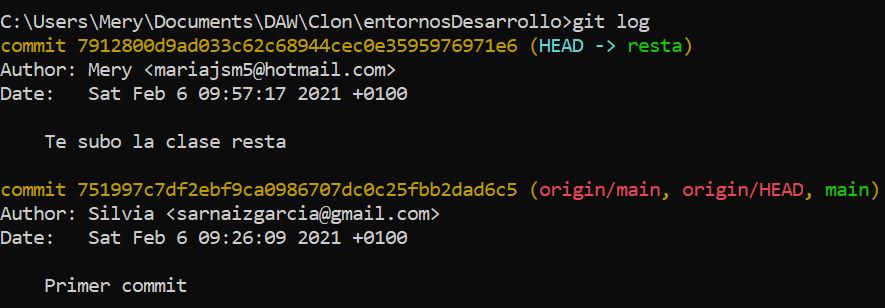 C:\Users\Mery\Documents\DAW\Clon\entornosDesarrollo>git log
commit 7912800d9ad033c62c68944cec0e3595976971e6 (HEAD -> resta)
Author: Mery <mariajsm5@hotmail.com>
Date:   Sat Feb 6 09:57:17 2021 +0100
Te subo la clase resta
commit 751997c7df2ebf9ca0986707dc0c25fbb2dad6c5 (origin/main, origin/HEAD, main)
Author: Silvia <sarnaizgarcia@gmail.com>
Date:   Sat Feb 6 09:26:09 2021 +0100
Primer commit